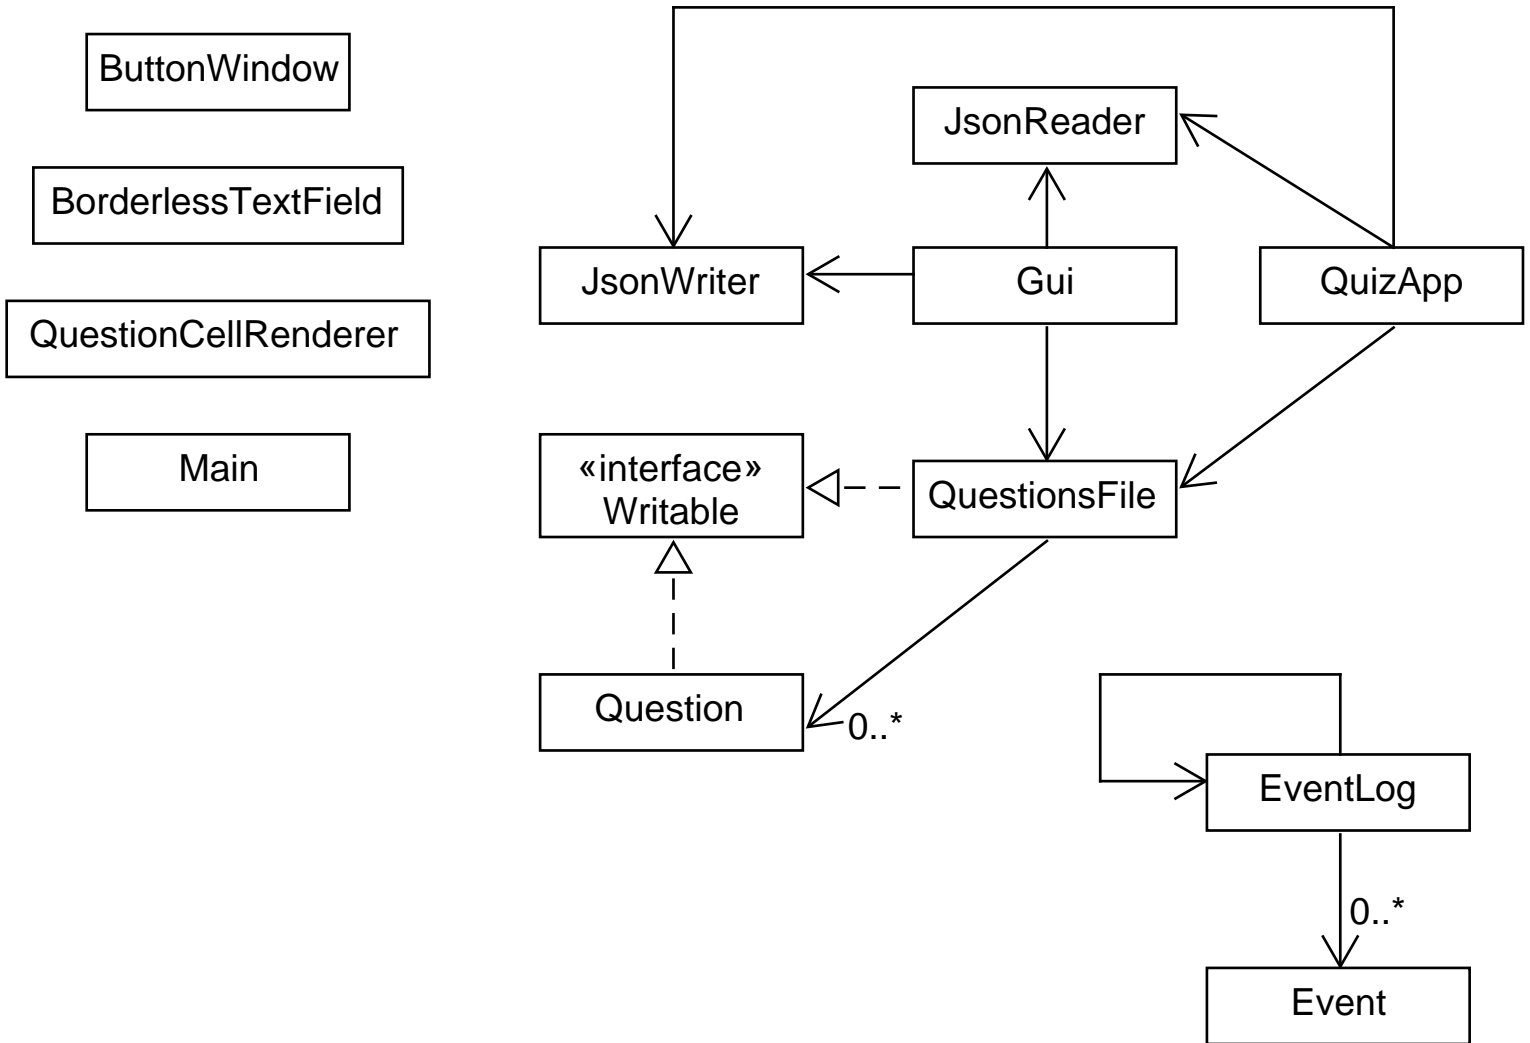 ButtonWindow
JsonReader
BorderlessTextField
JsonWriter
Gui
QuizApp
QuestionCellRenderer
Main
«interface»
Writable
QuestionsFile
Question
0..*
EventLog
0..*
Event